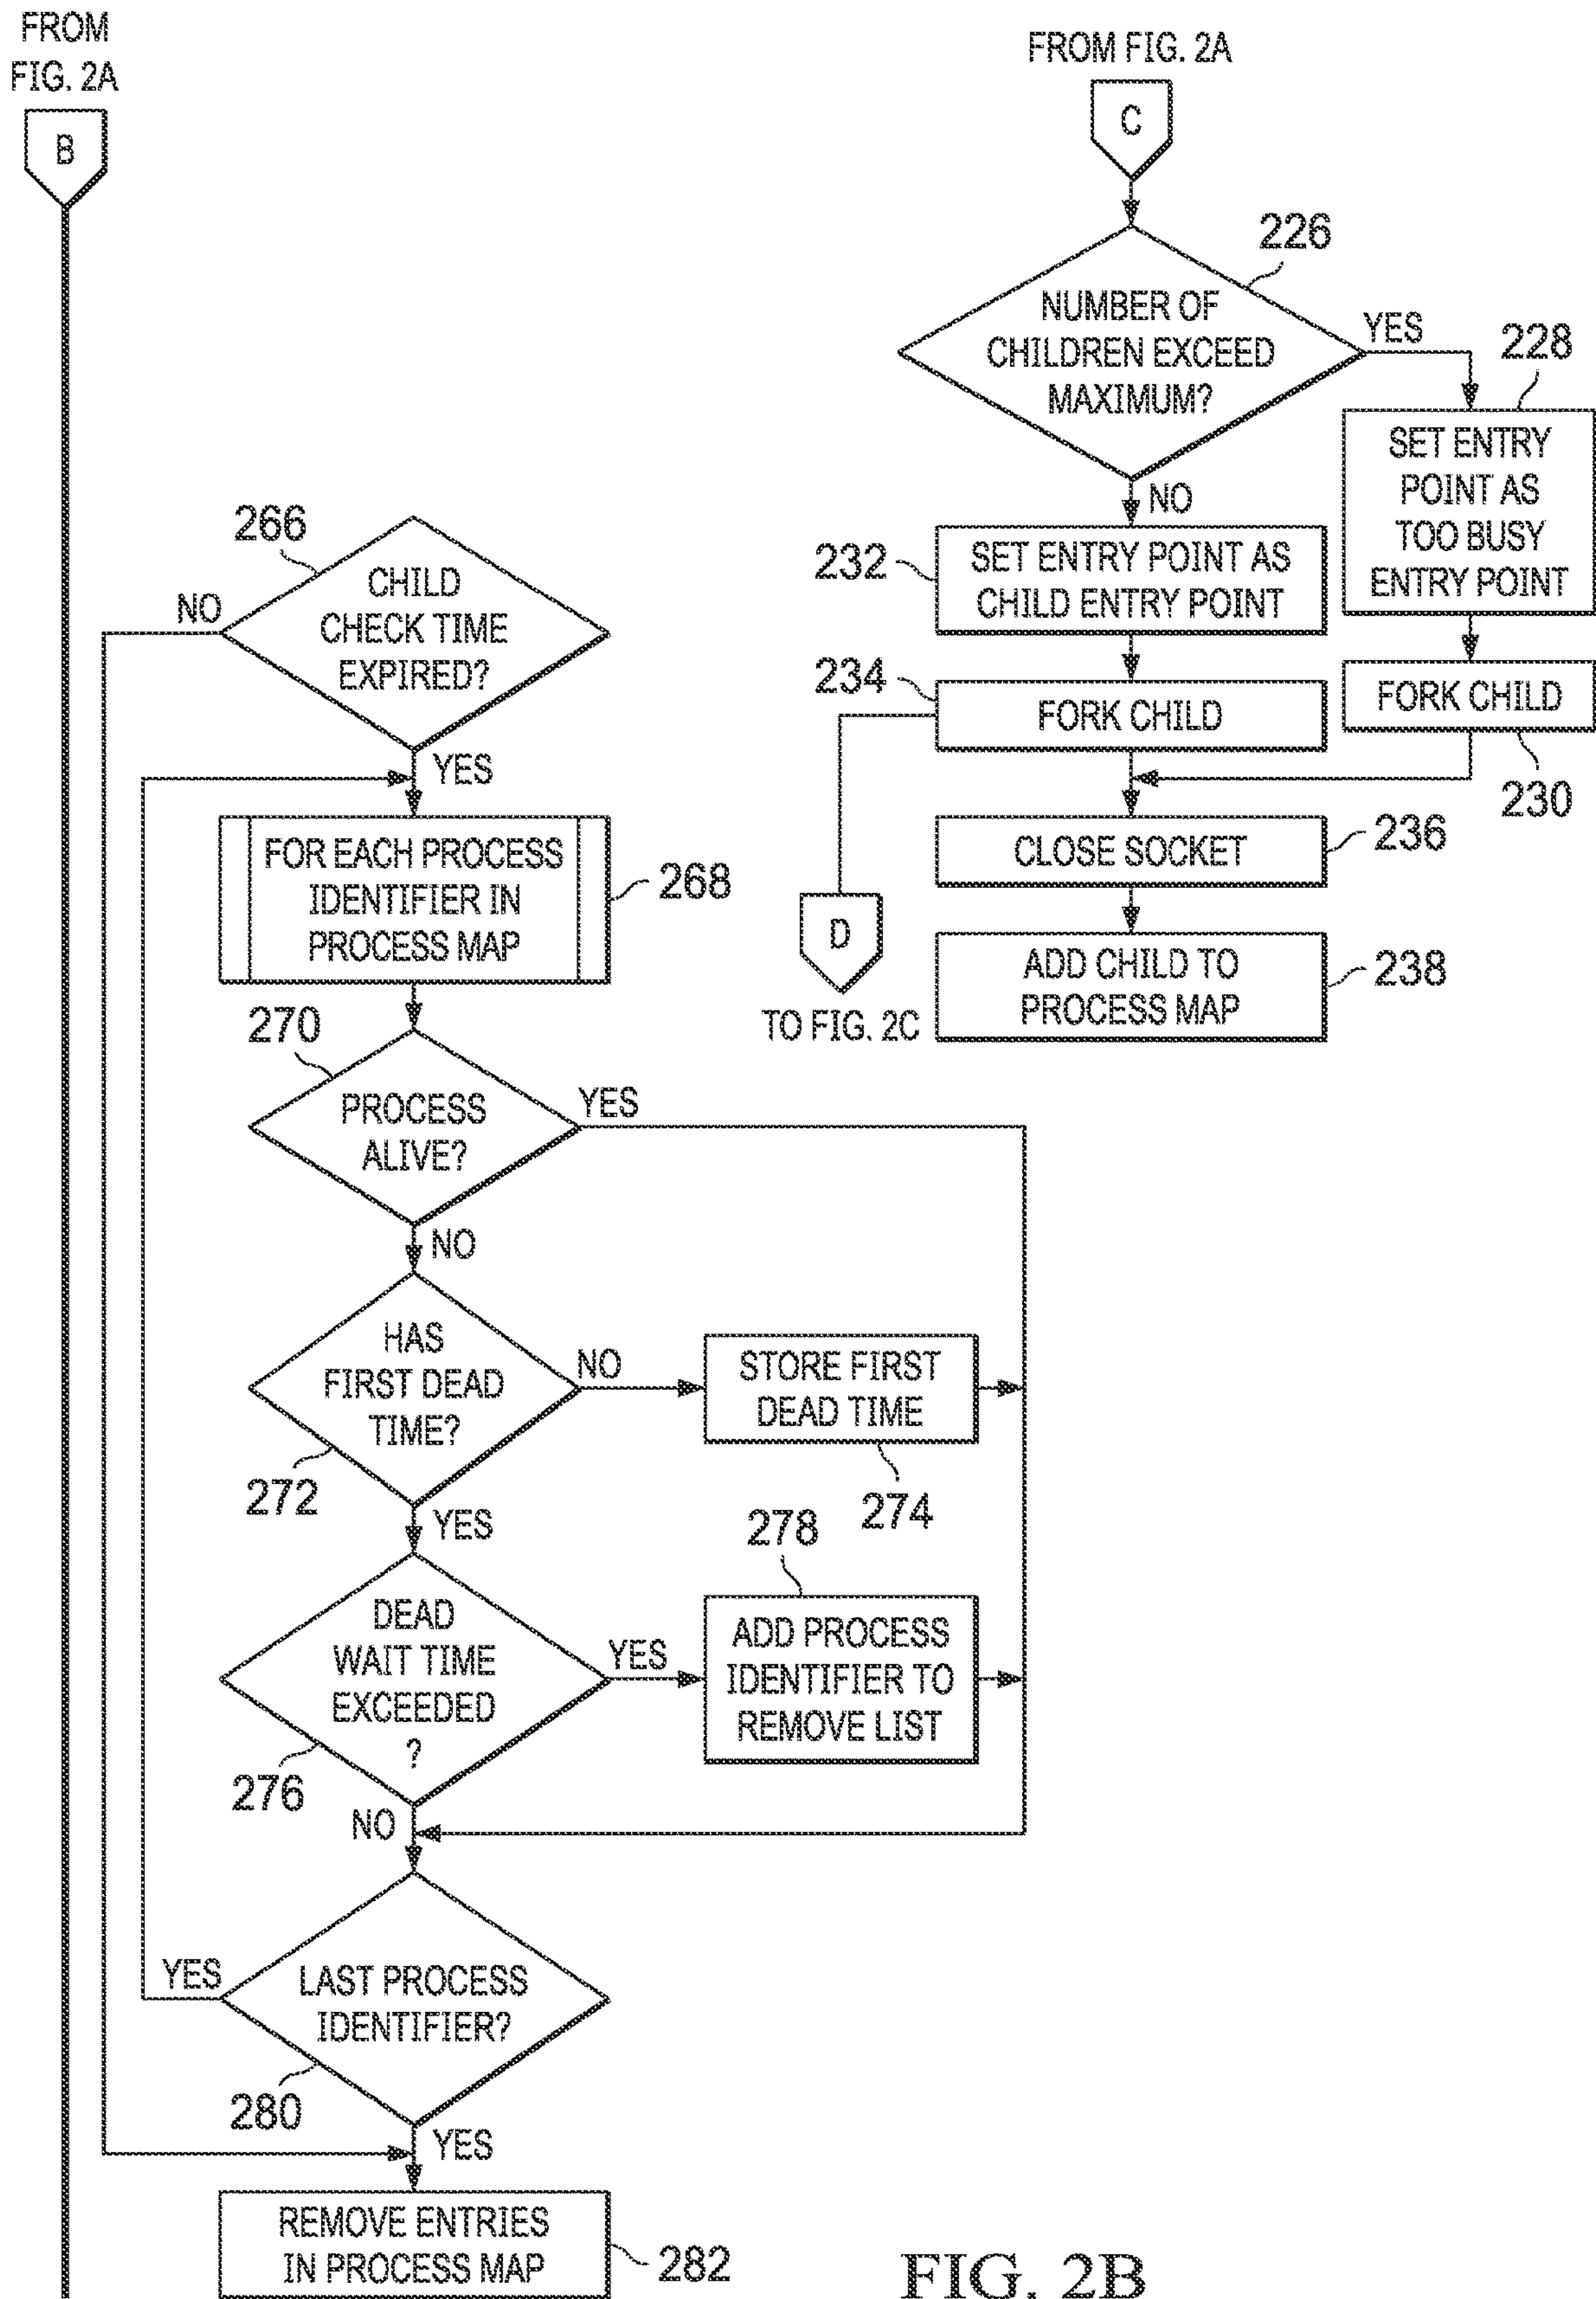 FROM
FIG. 2A
B
FROM FIG. 2A
C
226
NUMBER OF
CHILDREN EXCEED
MAXIMUM?
YES
228
SET ENTRY
POINT AS
TOO BUSY
ENTRY POINT
NO
232
SET ENTRY POINT AS
CHILD ENTRY POINT
234
FORK CHILD
FORK CHILD
230
CLOSE SOCKET
236
D
TO FIG. 2C
ADD CHILD TO
PROCESS MAP
238
266
CHILD
CHECK TIME
EXPIRED?
NO
YES
FOR EACH PROCESS
IDENTIFIER IN
PROCESS MAP
268
270
PROCESS
ALIVE?
YES
NO
HAS
FIRST DEAD
TIME?
272
NO
STORE FIRST
DEAD TIME
274
YES
278
DEAD
WAIT TIME
EXCEEDED
?
276
YES
ADD PROCESS
IDENTIFIER TO
REMOVE LIST
NO
YES
LAST PROCESS
IDENTIFIER?
280
YES
REMOVE ENTRIES
IN PROCESS MAP
282
FIG. 2B